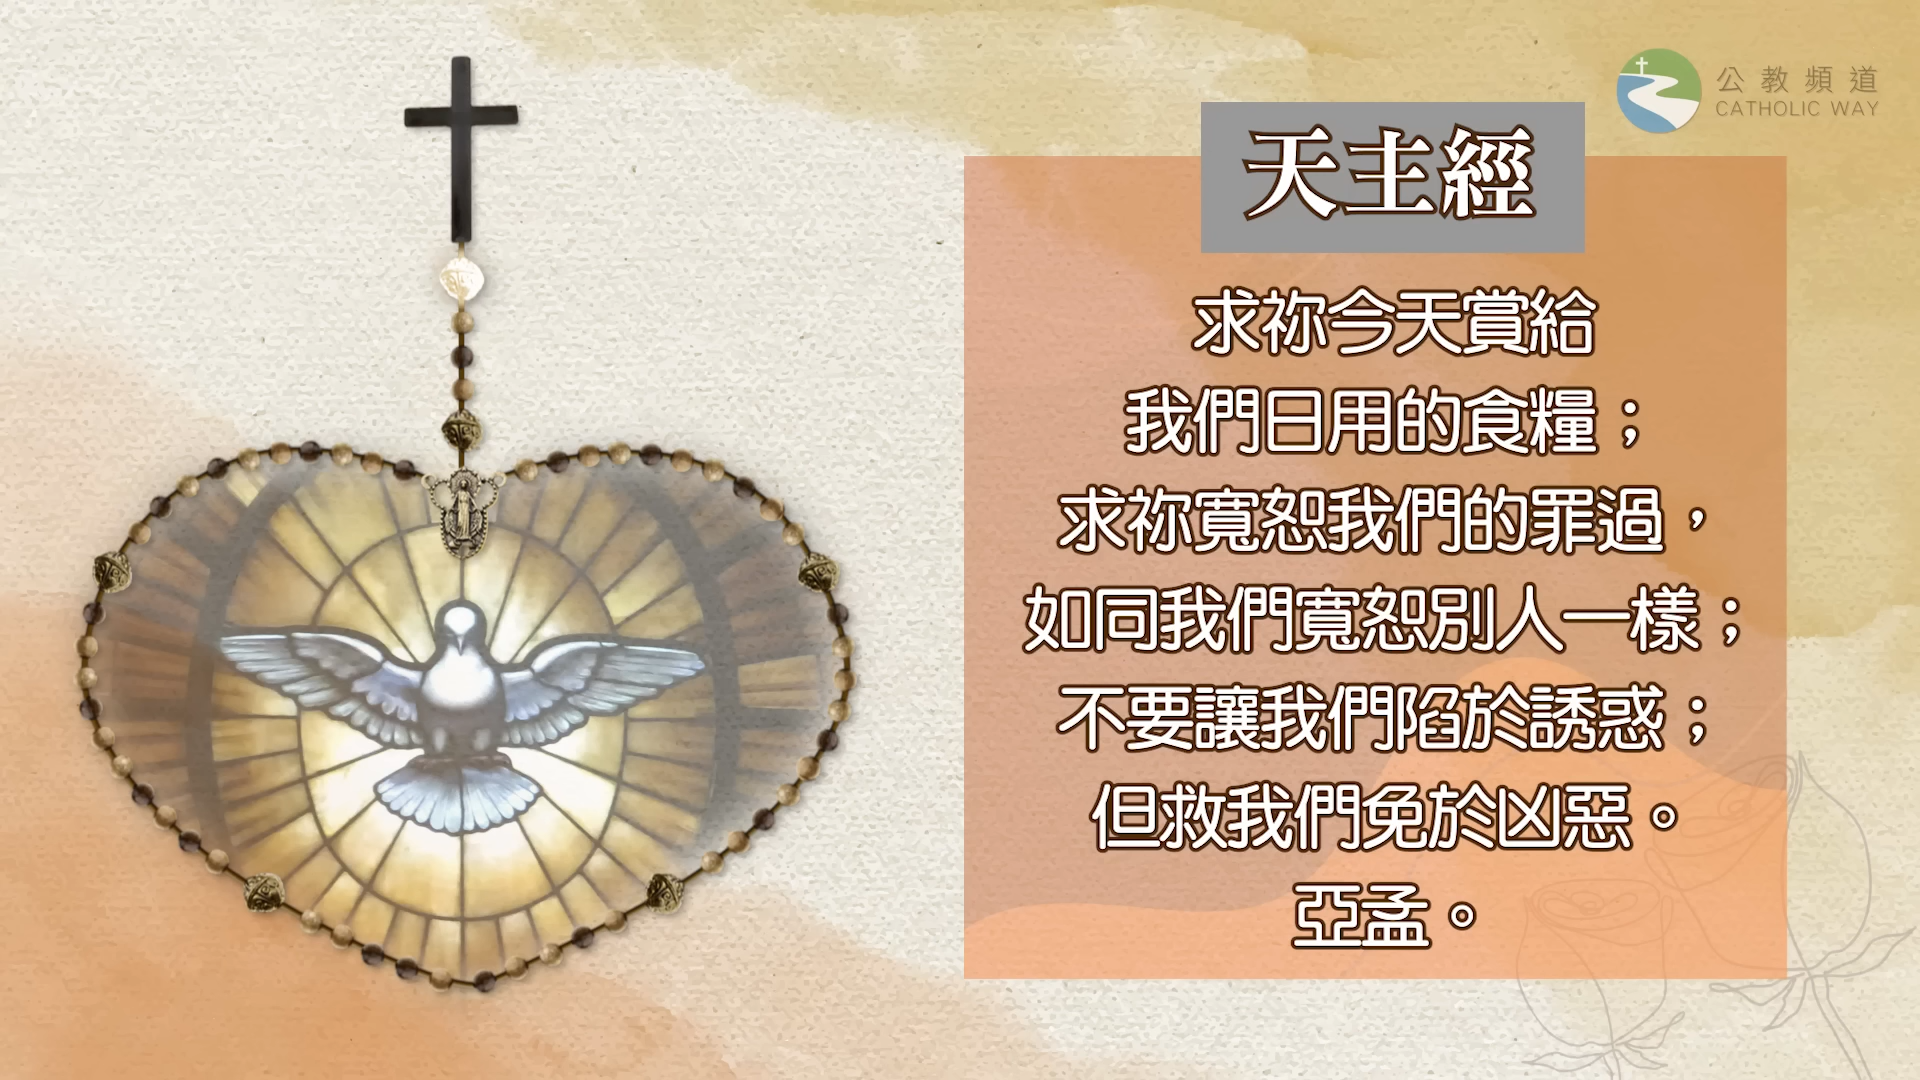 公教頻道
CATHOLIC WAY
天主經
求祢今天賞給
我們日用的食糧；
求祢寬恕我們的罪過，
如同我們寬恕別人一樣；
不要讓我們陷於誘惑；
但救我們免於凶惡。
亞孟。